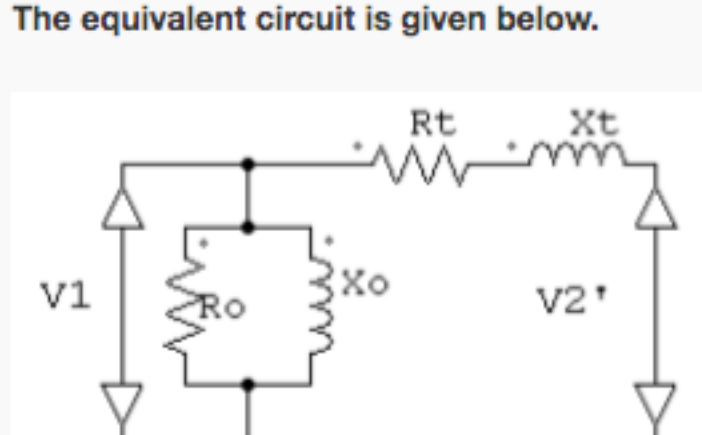 The equivalent circuit is given below.
Rt
Xt
V1
Ro
Xo
V2'